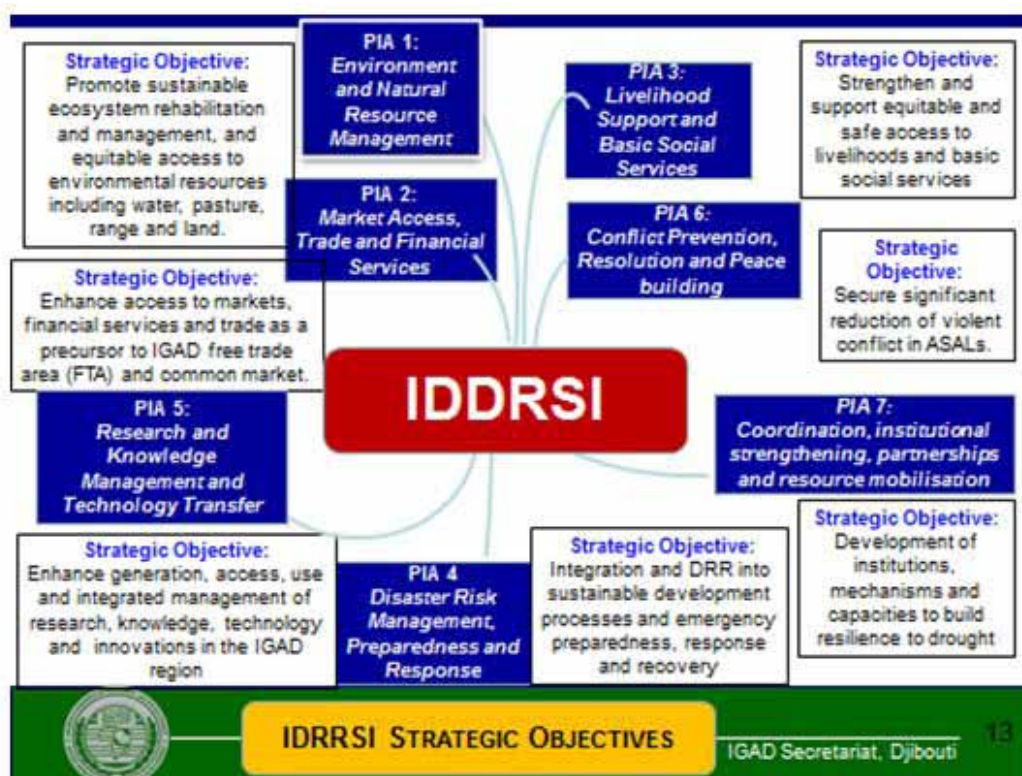 PIA 1:
Environment
and Natural
Resource
Management
Strategic Objective:
Promote sustainable
ecosystem rehabilitation
and management, and
equitable access to
environmental resources
including water, pasture,
range and land.
PIA 2:
Market Access,
Trade and Financial
Services
Strategic Objective:
Enhance access to markets,
financial services and trade as a
precursor to IGAD free trade
area (FTA) and common market.
PIA 3:
Livelihood
Support and
Basic Social
Services
Strategic Objective:
Strengthen and
support equitable and
safe access to
livelihoods and basic
social services
PIA 6:
Conflict Prevention,
Resolution and Peace
building
Strategic
Objective:
Secure significant
reduction of violent
conflict in ASALs.
IDDRSI
PIA 5:
Research and
Knowledge
Management and
Technology Transfer
Strategic Objective:
Enhance generation, access, use
and integrated management of
research, knowledge, technology
and innovations in the IGAD
region
PIA 4
Disaster Risk
Management,
Preparedness and
Response
Strategic Objective:
Integration and DRR into
sustainable development
processes and emergency
preparedness, response
and recovery
PIA 7:
Coordination, institutional
strengthening, partnerships
and resource mobilisation
Strategic Objective:
Development of
institutions,
mechanisms and
capacities to build
resilience to drought
IDRRSI STRATEGIC OBJECTIVES
IGAD Secretariat, Djibouti
13